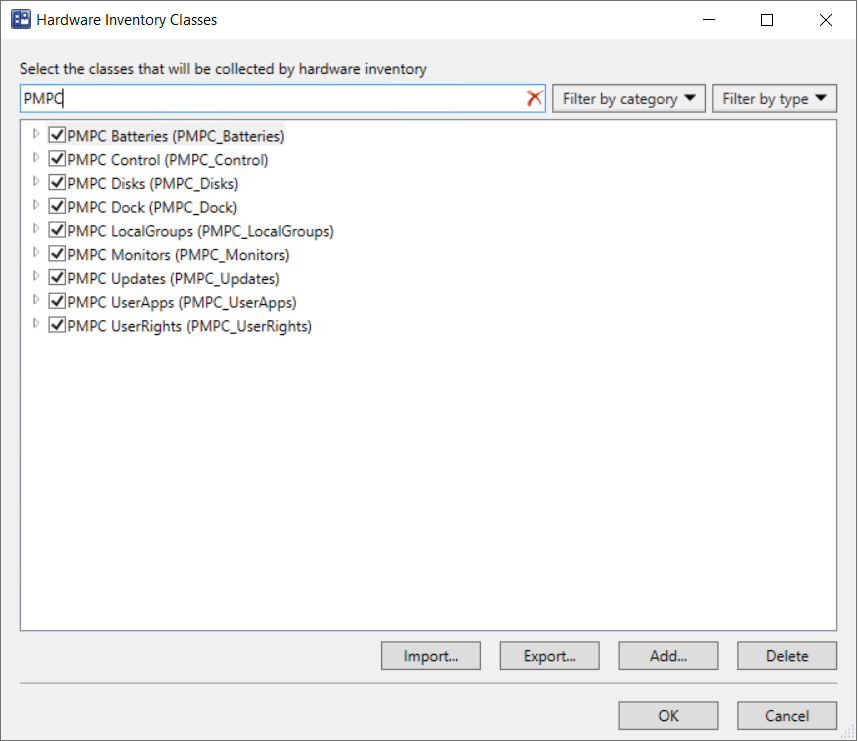 Hardware Inventory Classes
Select the classes that will be collected by hardware inventory
PMPC
Filter by category
Filter by type
PMPC Batteries (PMPC_Batteries)
PMPC Control (PMPC_Control)
PMPC Disks (PMPC_Disks)
PMPC Dock (PMPC_Dock)
PMPC LocalGroups (PMPC_LocalGroups)
PMPC Monitors (PMPC_Monitors)
PMPC Updates (PMPC_Updates)
PMPC UserApps (PMPC_UserApps)
PMPC UserRights (PMPC_UserRights)
Import...
Export...
Add...
Delete
OK
Cancel